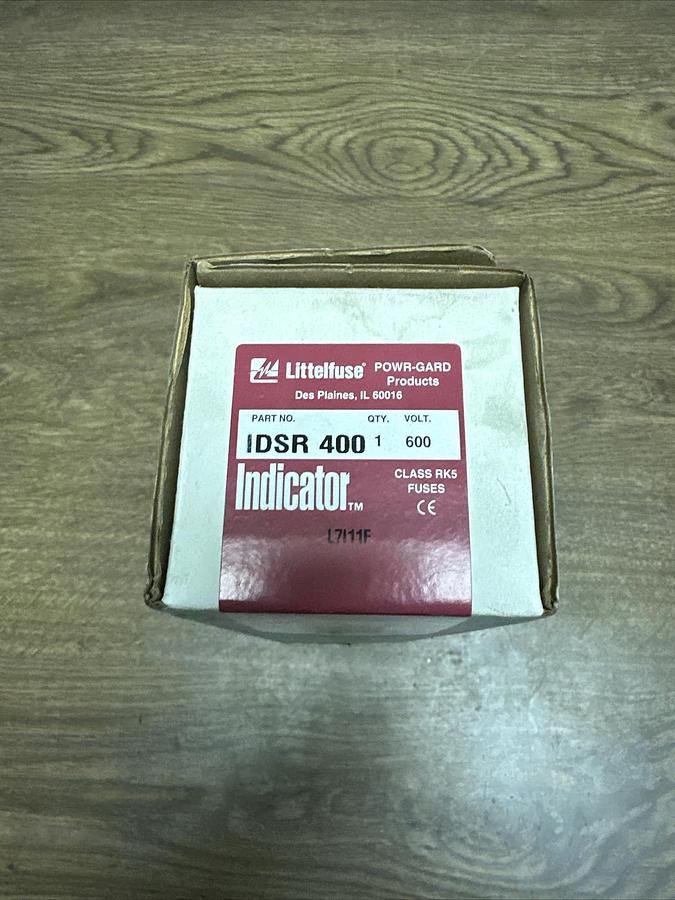 Littelfuse® POWR-GARD
Products
Des Plaines, IL 60016
PART NO. QTY. VOLT.
IDSR 400 1 600
Indicator™
CLASS RK5
FUSES
CE